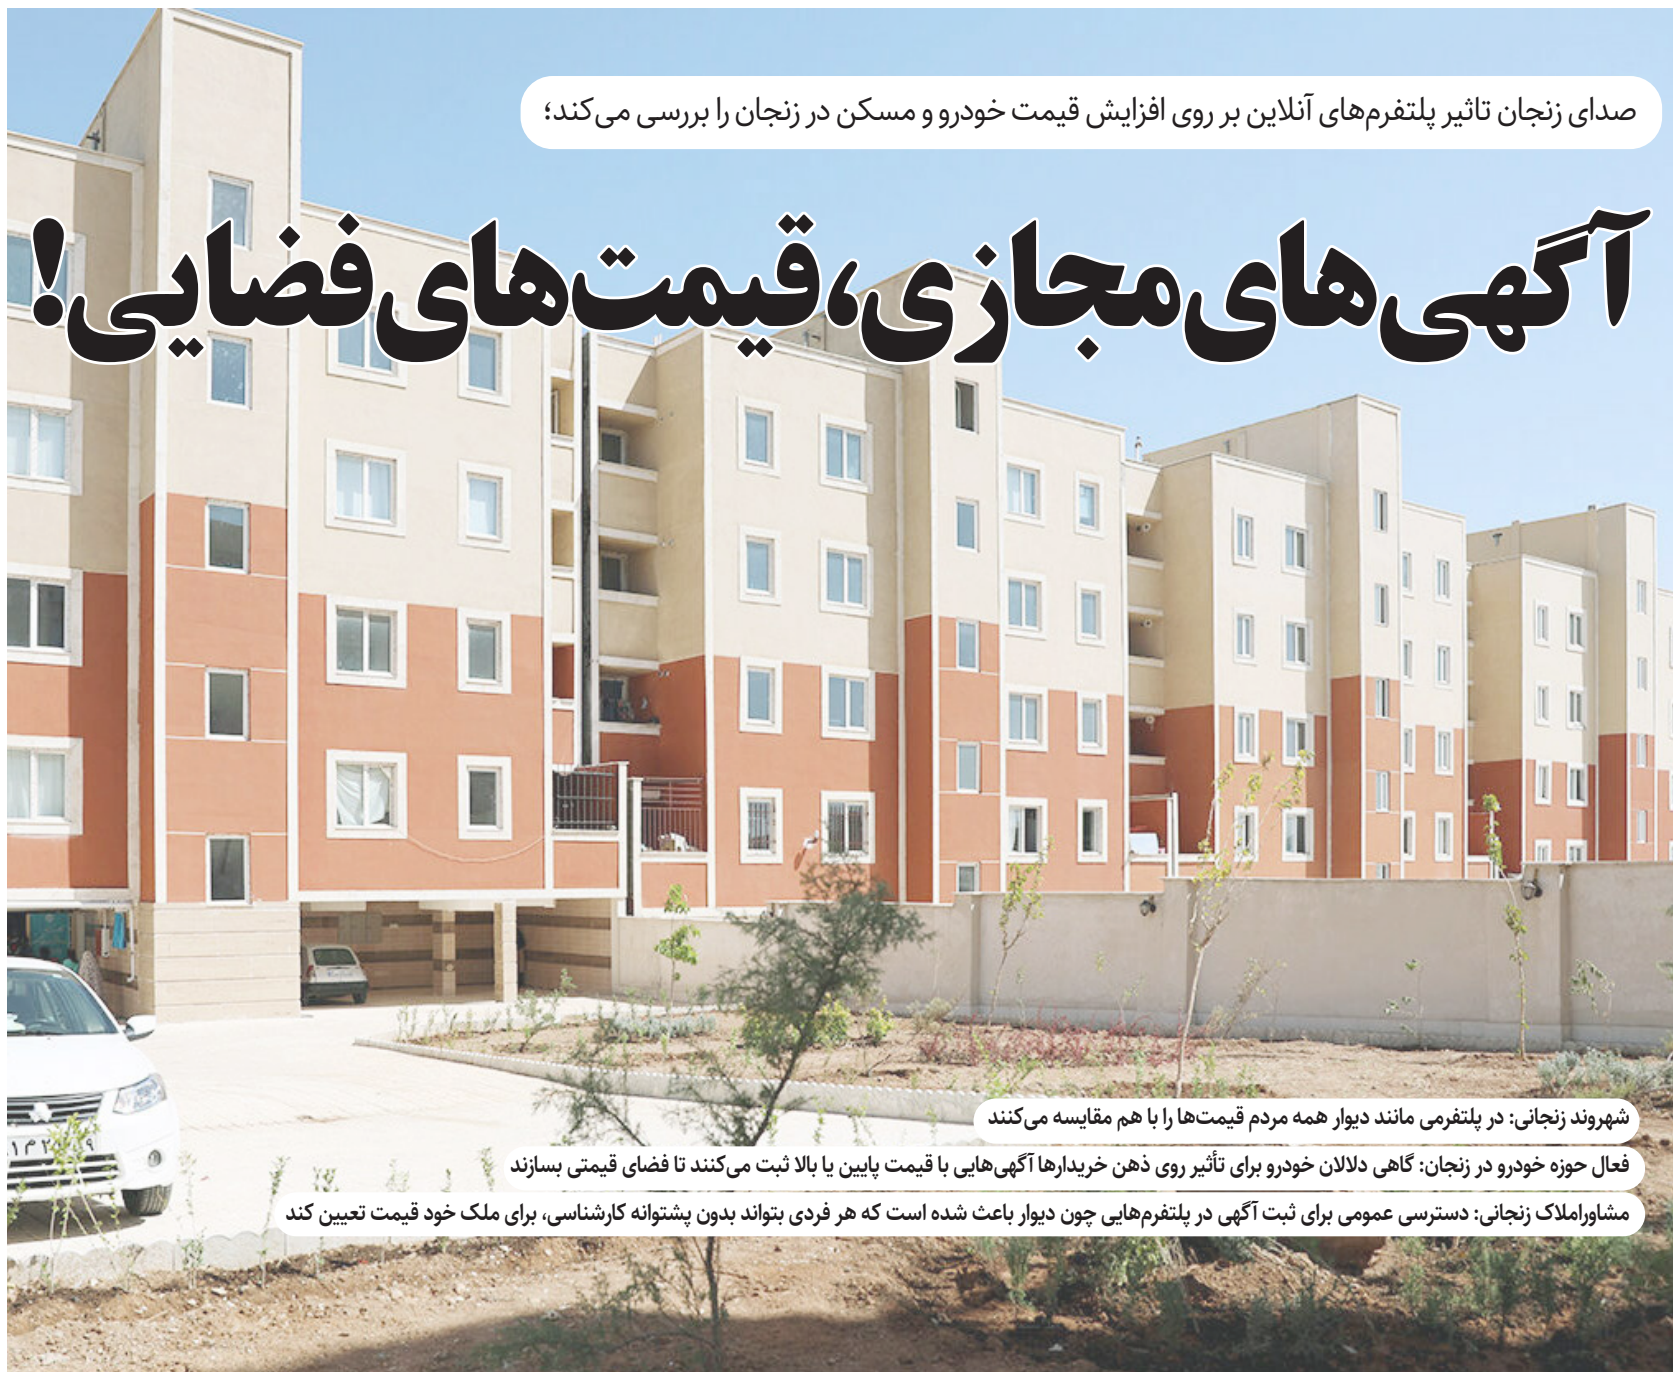 صدای زنجان تاثیر پلتفرم‌های آنلاین بر روی افزایش قیمت خودرو و مسکن در زنجان را بررسی می‌کند؛
آگهی‌های مجازی، قیمت‌های فضایی!
شهروند زنجانی: در پلتفرمی مانند دیوار همه مردم قیمت‌ها را با هم مقایسه می‌کنند
فعال حوزه خودرو در زنجان: گاهی دلالان خودرو برای تأثیر روی ذهن خریدارها آگهی‌هایی با قیمت پایین یا بالا ثبت می‌کنند تا فضای قیمتی بسازند
مشاوراملاک زنجانی: دسترسی عمومی برای ثبت آگهی در پلتفرم‌هایی چون دیوار باعث شده است که هر فردی بتواند بدون پشتوانه کارشناسی، برای ملک خود قیمت تعیین کند